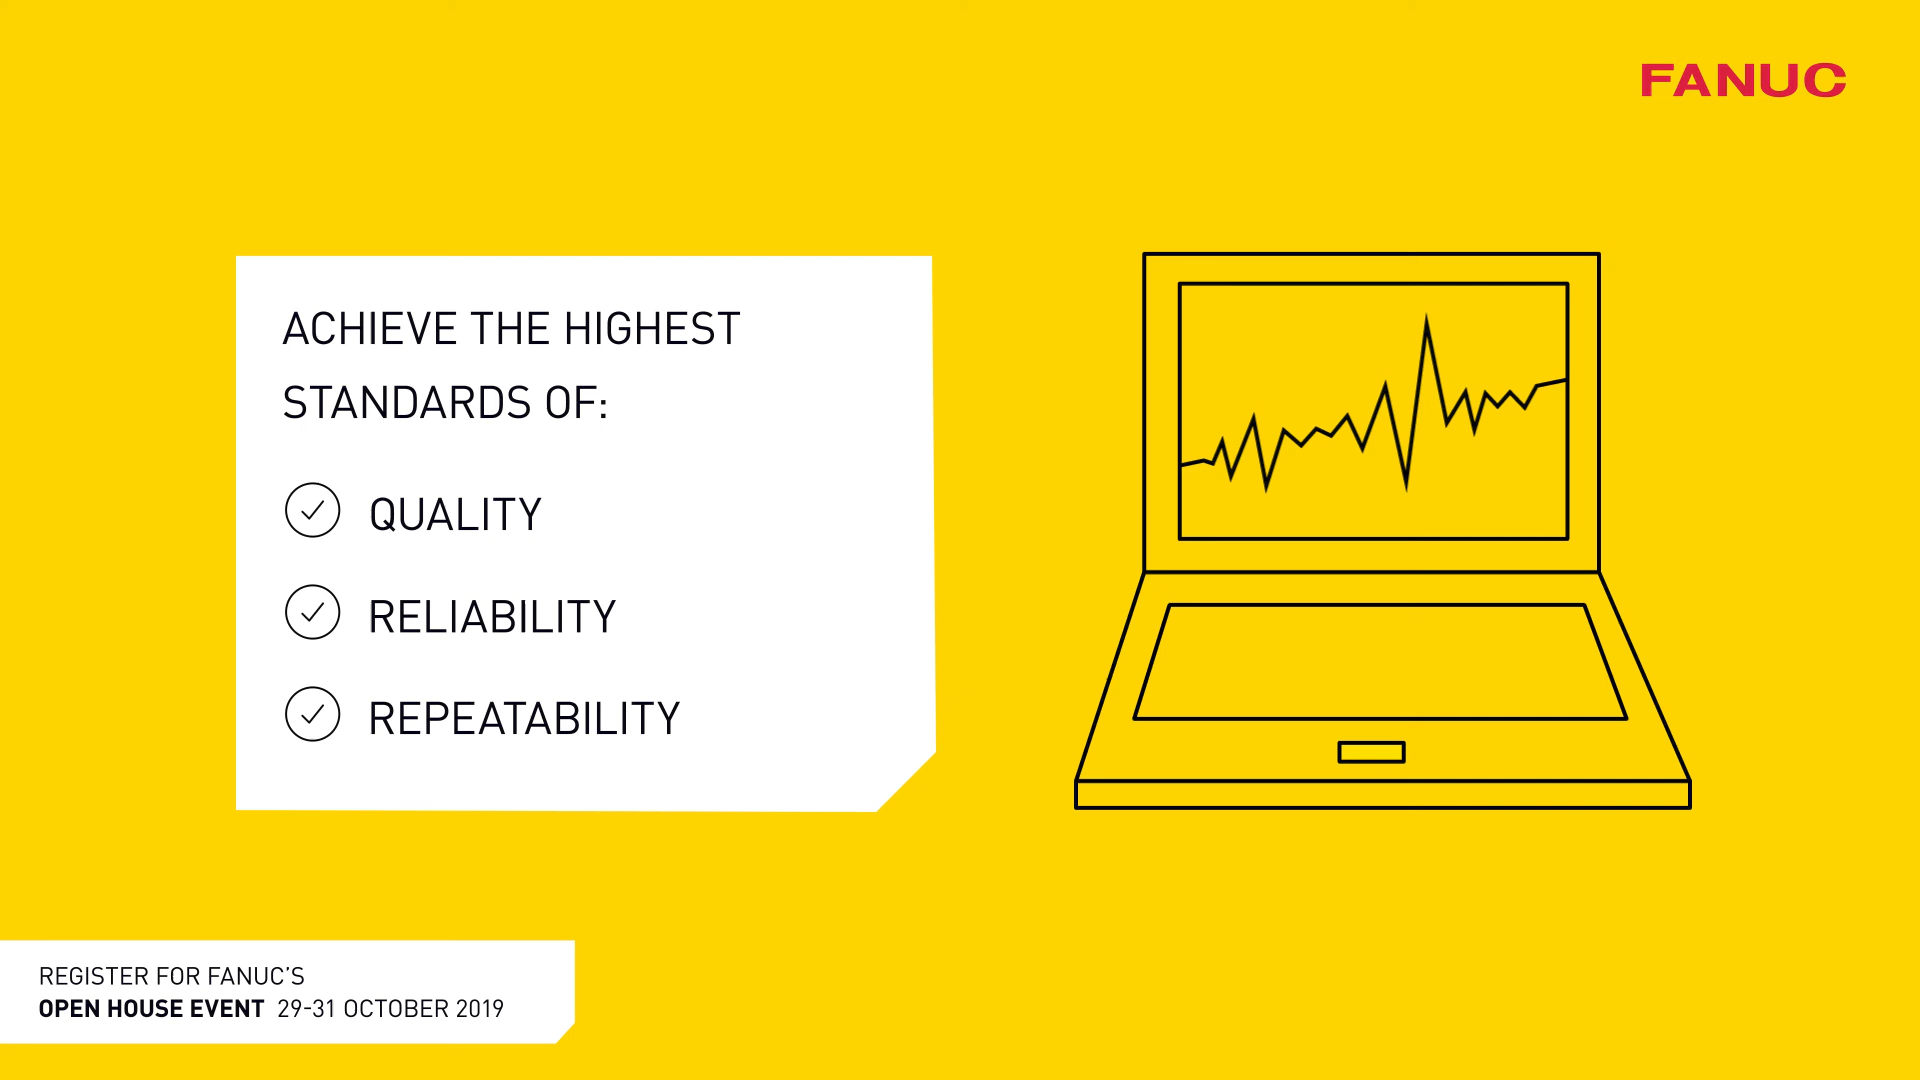 FANUC
ACHIEVE THE HIGHEST
STANDARDS OF:
QUALITY
RELIABILITY
REPEATABILITY
REGISTER FOR FANUC’S
OPEN HOUSE EVENT 29-31 OCTOBER 2019